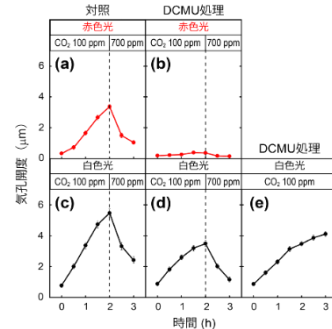 対照 DCMU処理
赤色光 赤色光
CO₂ 100 ppm 700 ppm CO₂ 100 ppm 700 ppm
(a) (b)
6
4
2
0
DCMU処理
白色光 白色光 白色光
CO₂ 100 ppm 700 ppm CO₂ 100 ppm 700 ppm CO₂ 100 ppm
(c) (d) (e)
6
4
2
0
気孔開度 (μm)
0 1 2 3 0 1 2 3 0 1 2 3
時間 (h)